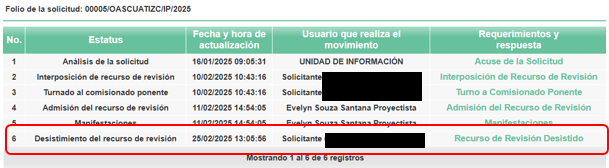 Folio de la solicitud: 00005/OASCUATIZC/IP/2025
No. Estatus Fecha y hora de actualización Usuario que realiza el movimiento Requerimientos y respuesta
1 Análisis de la solicitud 16/01/2025 09:05:31 UNIDAD DE INFORMACIÓN Acuse de la Solicitud
2 Interposición de recurso de revisión 10/02/2025 10:43:16 Solicitante Interposición de Recurso de Revisión
3 Turnado al comisionado ponente 10/02/2025 10:43:16 Solicitante Turno a Comisionado Ponente
4 Admisión del recurso de revisión 11/02/2025 14:54:05 Evelyn Souza Santana Proyectista Admisión del Recurso de Revisión
5 Manifestaciones 11/02/2025 14:54:05 Evelyn Souza Santana Proyectista Manifestaciones
6 Desistimiento del recurso de revisión 25/02/2025 13:05:56 Solicitante Recurso de Revisión Desistido
Mostrando 1 al 6 de 6 registros